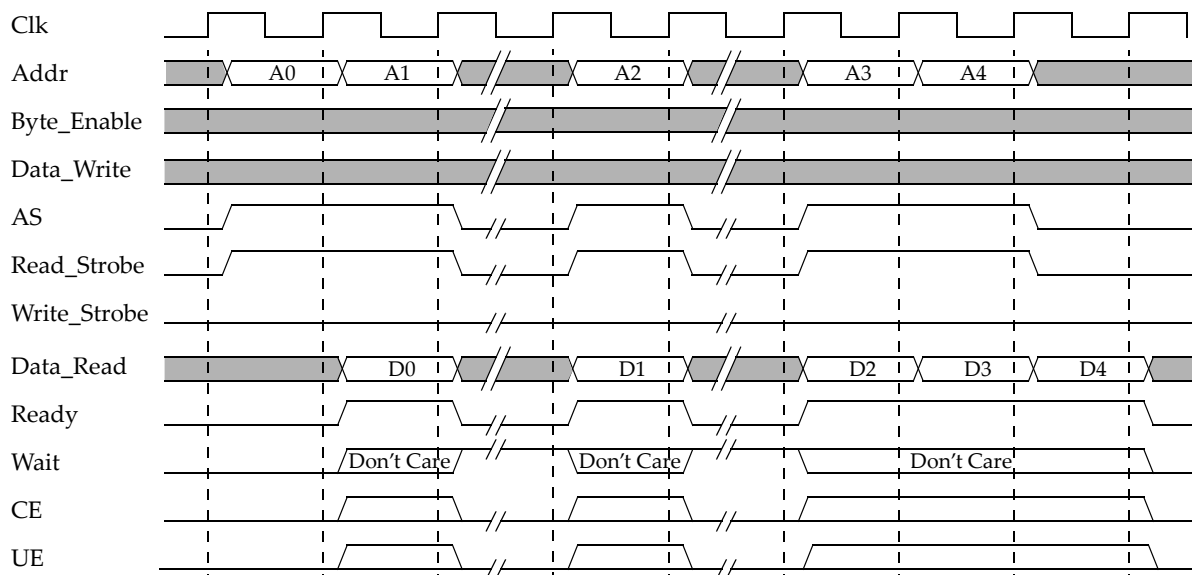 Clk
Addr A0 A1 A2 A3 A4
Byte_Enable
Data_Write
AS
Read_Strobe
Write_Strobe
Data_Read D0 D1 D2 D3 D4
Ready
Wait Don't Care Don't Care Don't Care
CE
UE